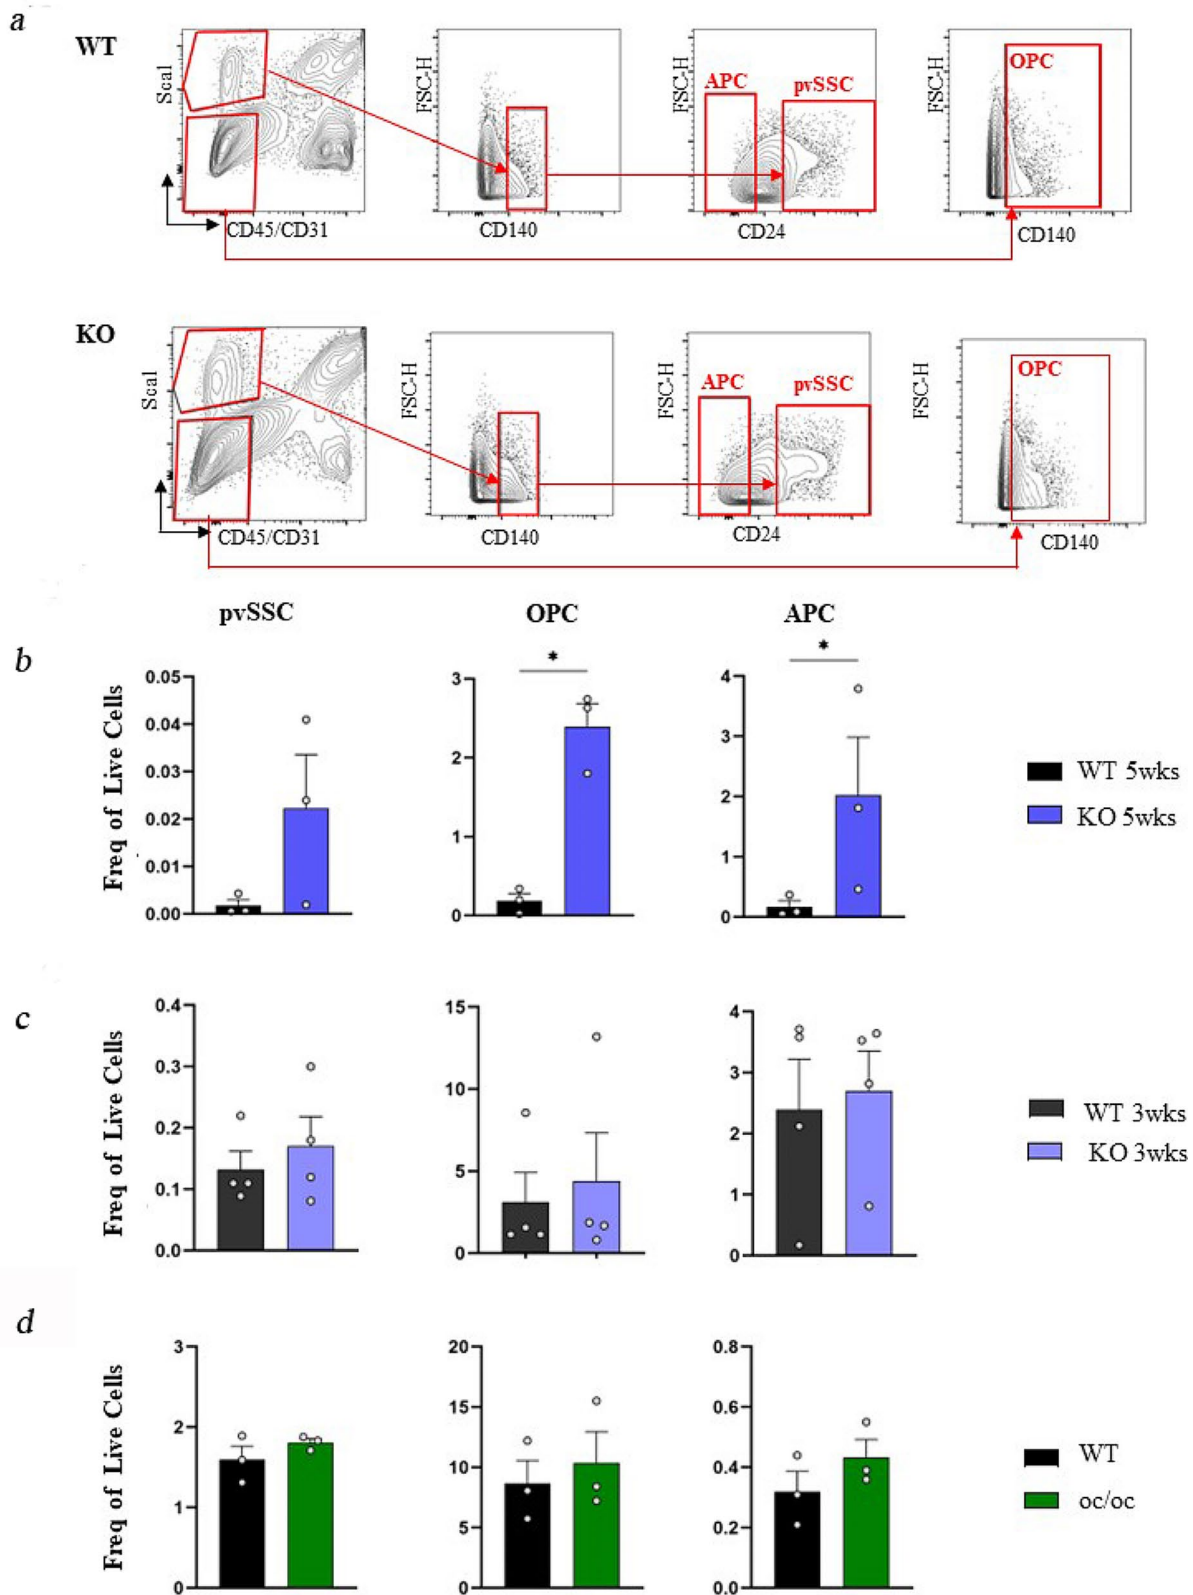 a
WT
ScaI
CD45/CD31
FSC-H
CD140
FSC-H
APC
pvSSC
CD24
FSC-H
OPC
CD140
KO
ScaI
CD45/CD31
FSC-H
CD140
FSC-H
APC
pvSSC
CD24
FSC-H
OPC
CD140
pvSSC
OPC
APC
b
Freq of Live Cells
0.05
0.04
0.03
0.02
0.01
0.00
*
3
2
1
0
*
4
3
2
1
0
WT 5wks
KO 5wks
c
Freq of Live Cells
0.4
0.3
0.2
0.1
0.0
15
10
5
0
4
3
2
1
0
WT 3wks
KO 3wks
d
Freq of Live Cells
3
2
1
0
20
15
10
5
0
0.8
0.6
0.4
0.2
0.0
WT
oc/oc